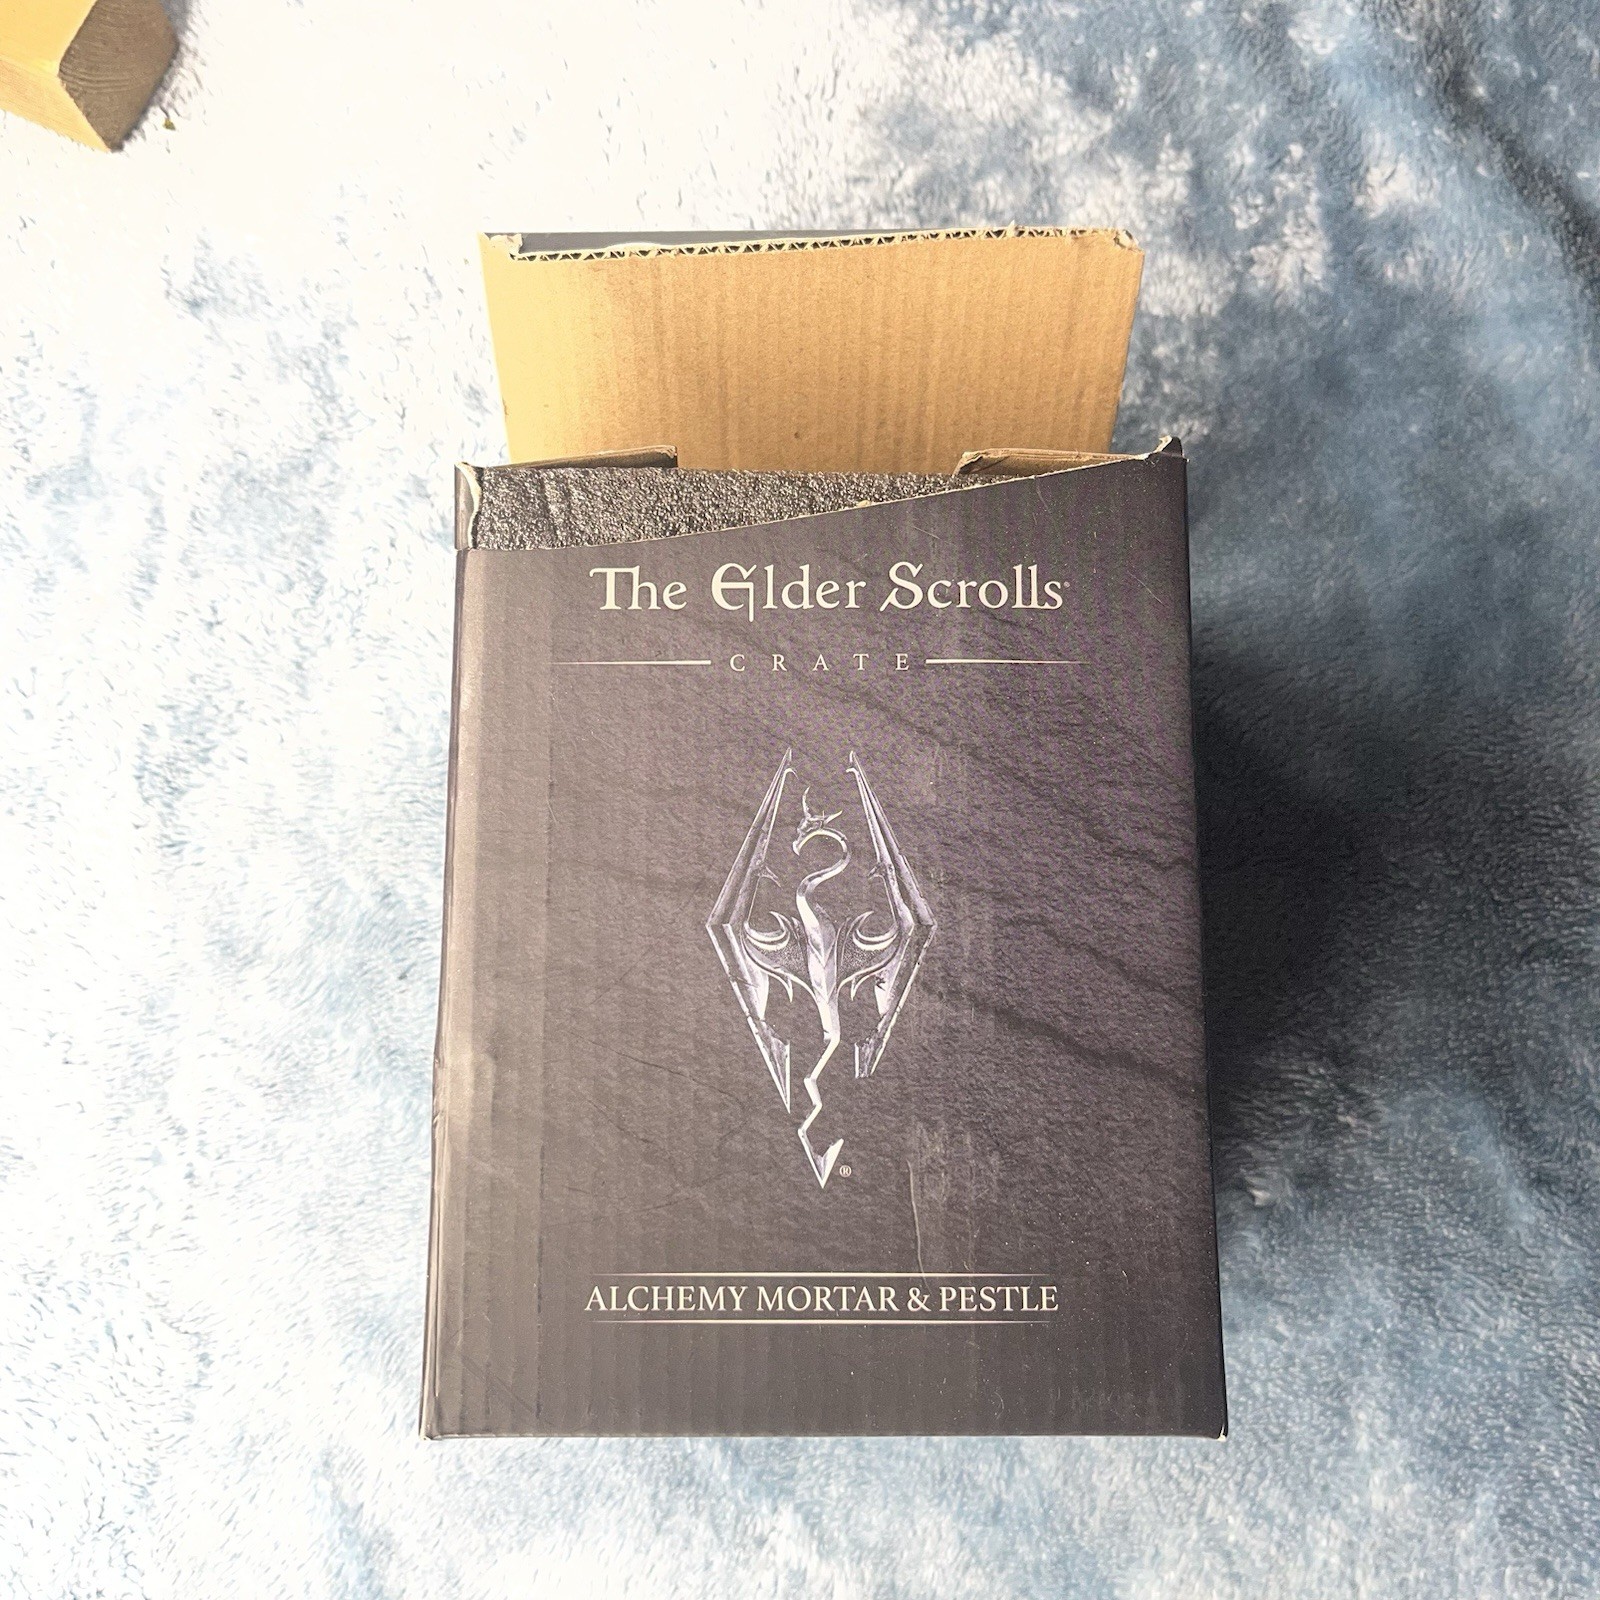 The Elder Scrolls®
CRATE
®
ALCHEMY MORTAR & PESTLE